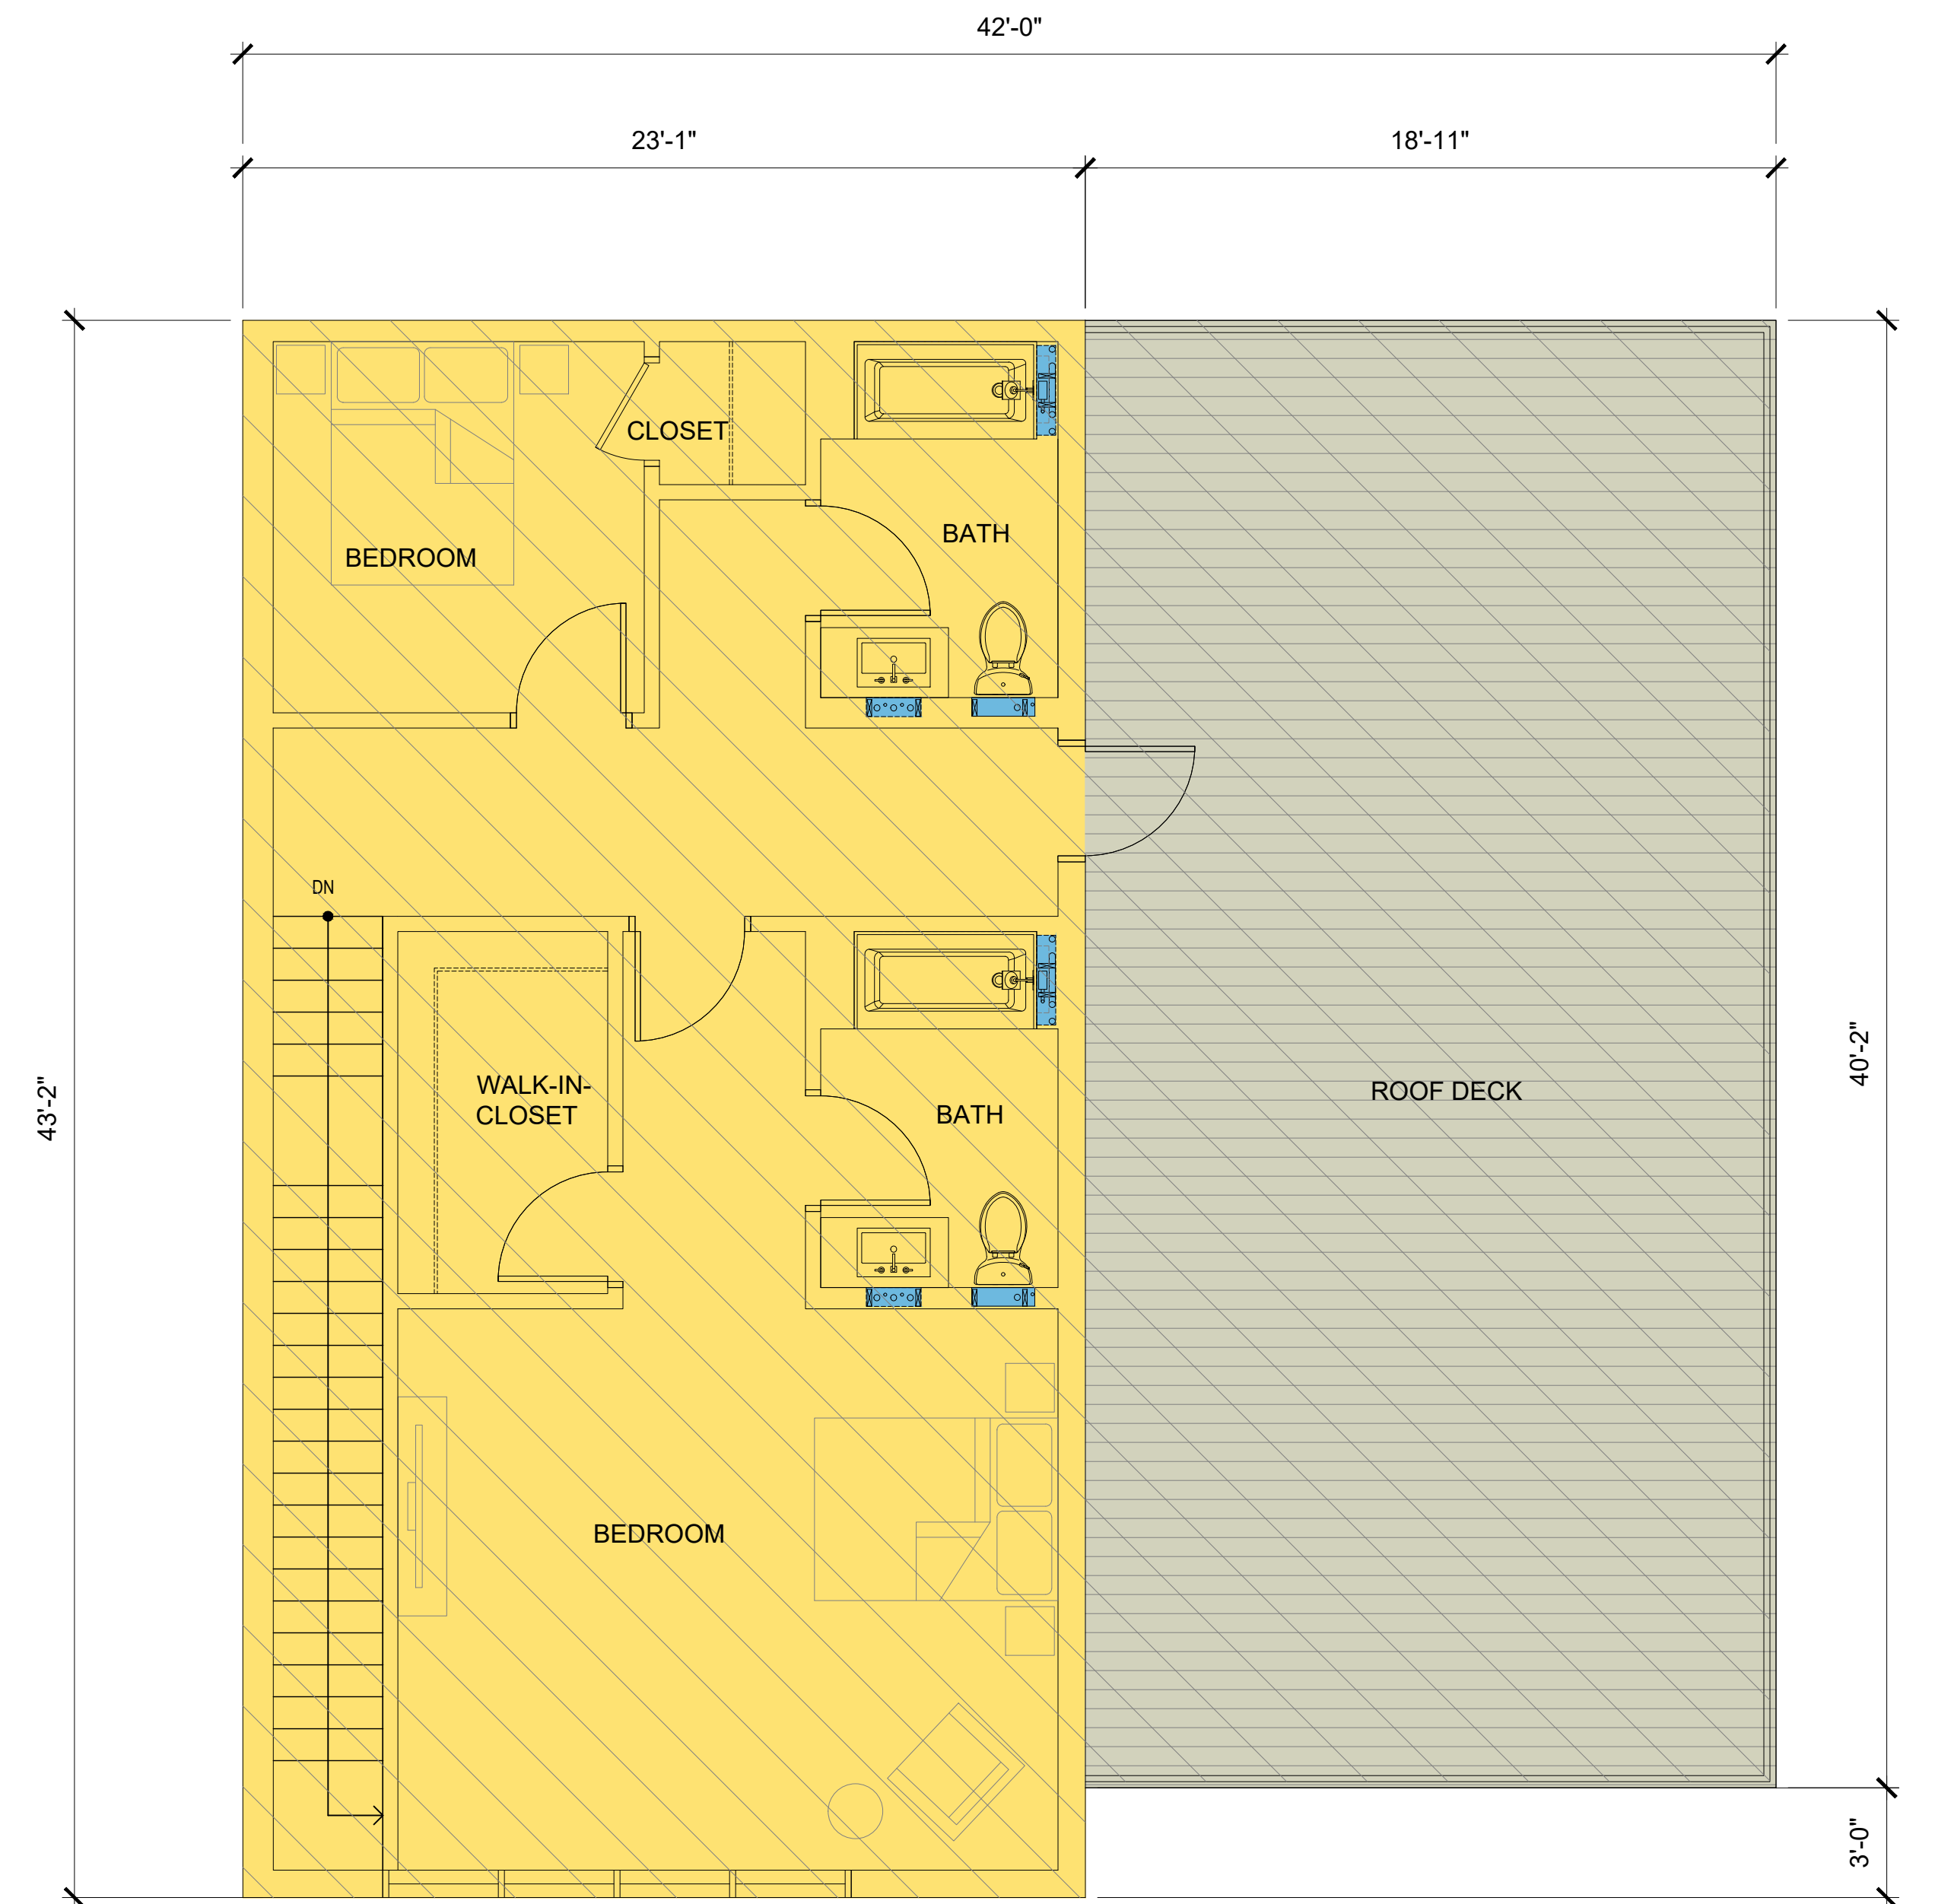 42'-0"
23'-1"
18'-11"
CLOSET
BATH
BEDROOM
DN
43'-2"
40'-2"
WALK-IN-
CLOSET
BATH
ROOF DECK
BEDROOM
3'-0"